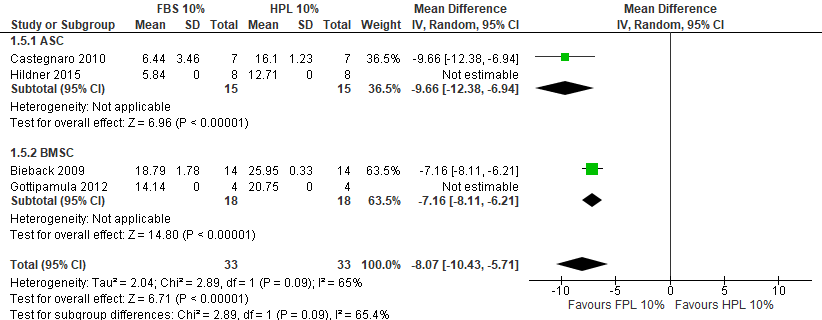 FBS 10% HPL 10% Mean Difference Mean Difference
Study or Subgroup Mean SD Total Mean SD Total Weight IV, Random, 95% CI IV, Random, 95% CI
1.5.1 ASC
Castegnaro 2010 6.44 3.46 7 16.1 1.23 7 36.5% -9.66 [-12.38, -6.94]
Hildner 2015 5.84 0 8 12.71 0 8 Not estimable
Subtotal (95% CI) 15 15 36.5% -9.66 [-12.38, -6.94]
Heterogeneity: Not applicable
Test for overall effect: Z = 6.96 (P < 0.00001)
1.5.2 BMSC
Bieback 2009 18.79 1.78 14 25.95 0.33 14 63.5% -7.16 [-8.11, -6.21]
Gottipamula 2012 14.14 0 4 20.75 0 4 Not estimable
Subtotal (95% CI) 18 18 63.5% -7.16 [-8.11, -6.21]
Heterogeneity: Not applicable
Test for overall effect: Z = 14.80 (P < 0.00001)
Total (95% CI) 33 33 100.0% -8.07 [-10.43, -5.71]
Heterogeneity: Tau² = 2.04; Chi² = 2.89, df = 1 (P = 0.09); I² = 65%
Test for overall effect: Z = 6.71 (P < 0.00001)
Test for subgroup differences: Chi² = 2.89, df = 1 (P = 0.09), I² = 65.4%
-10 -5 0 5 10
Favours FPL 10% Favours HPL 10%